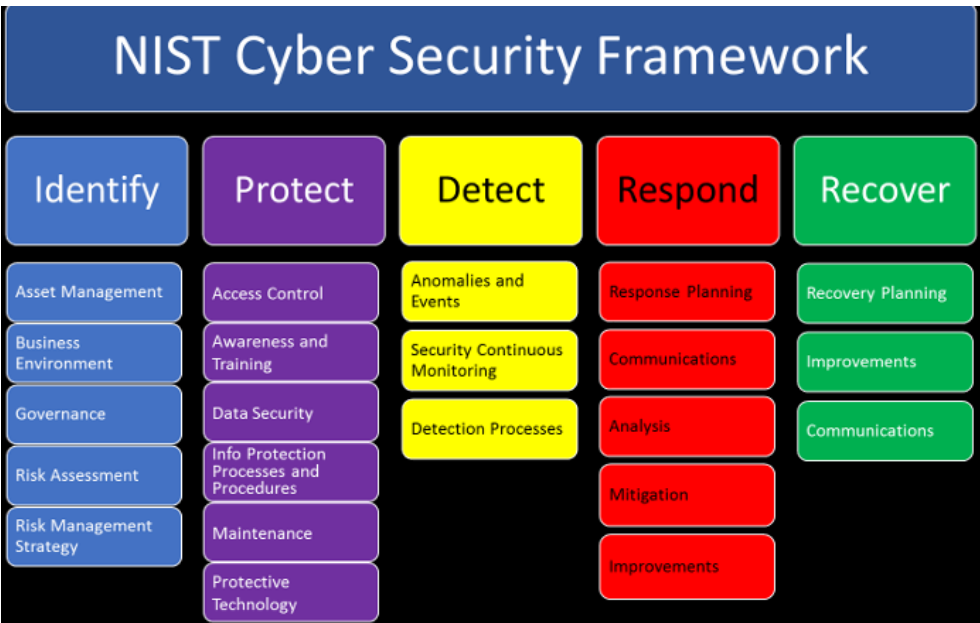 NIST Cyber Security Framework
Identify
Protect
Detect
Respond
Recover
Asset Management
Business
Environment
Governance
Risk Assessment
Risk Management
Strategy
Access Control
Awareness and
Training
Data Security
Info Protection
Processes and
Procedures
Maintenance
Protective
Technology
Anomalies and
Events
Security Continuous
Monitoring
Detection Processes
Response Planning
Communications
Analysis
Mitigation
Improvements
Recovery Planning
Improvements
Communications